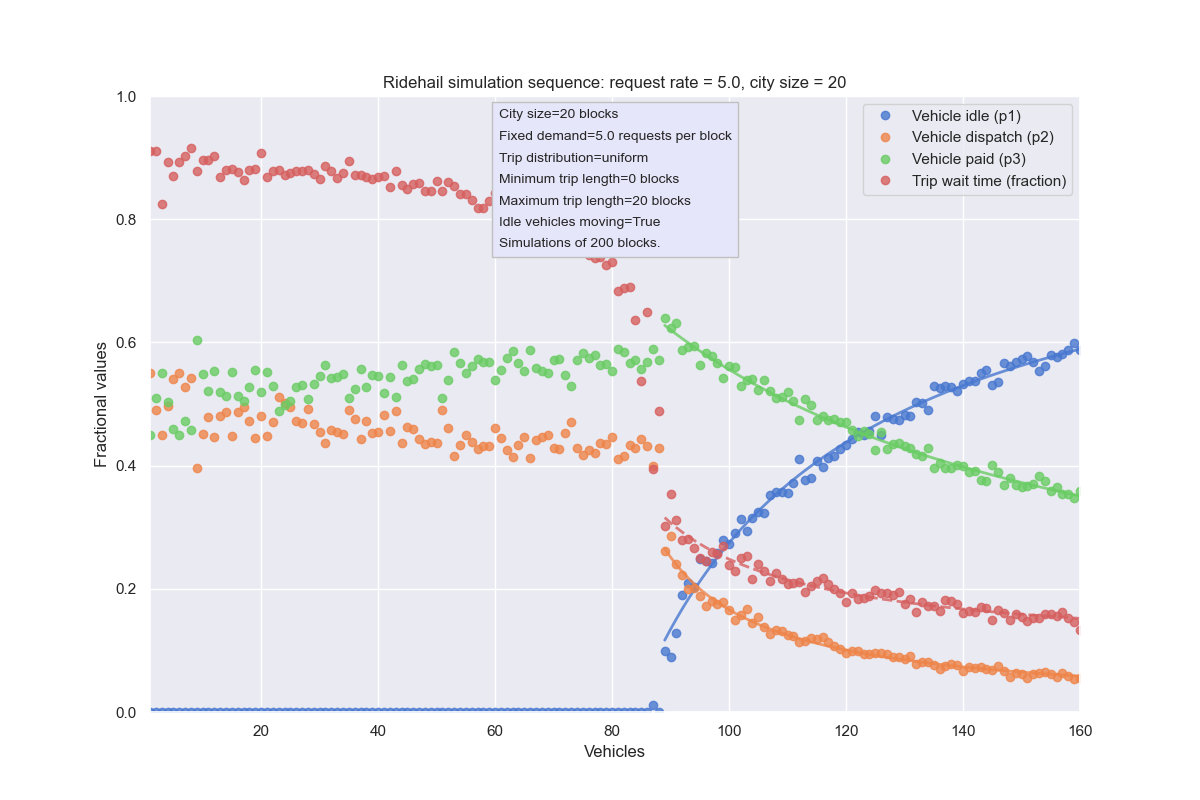 Ridehail simulation sequence: request rate = 5.0, city size = 20
1.0
0.8
0.6
0.4
0.2
0.0
Fractional values
City size=20 blocks
Fixed demand=5.0 requests per block
Trip distribution=uniform
Minimum trip length=0 blocks
Maximum trip length=20 blocks
Idle vehicles moving=True
Simulations of 200 blocks.
Vehicle idle (p1)
Vehicle dispatch (p2)
Vehicle paid (p3)
Trip wait time (fraction)
20 40 60 80 100 120 140 160
Vehicles